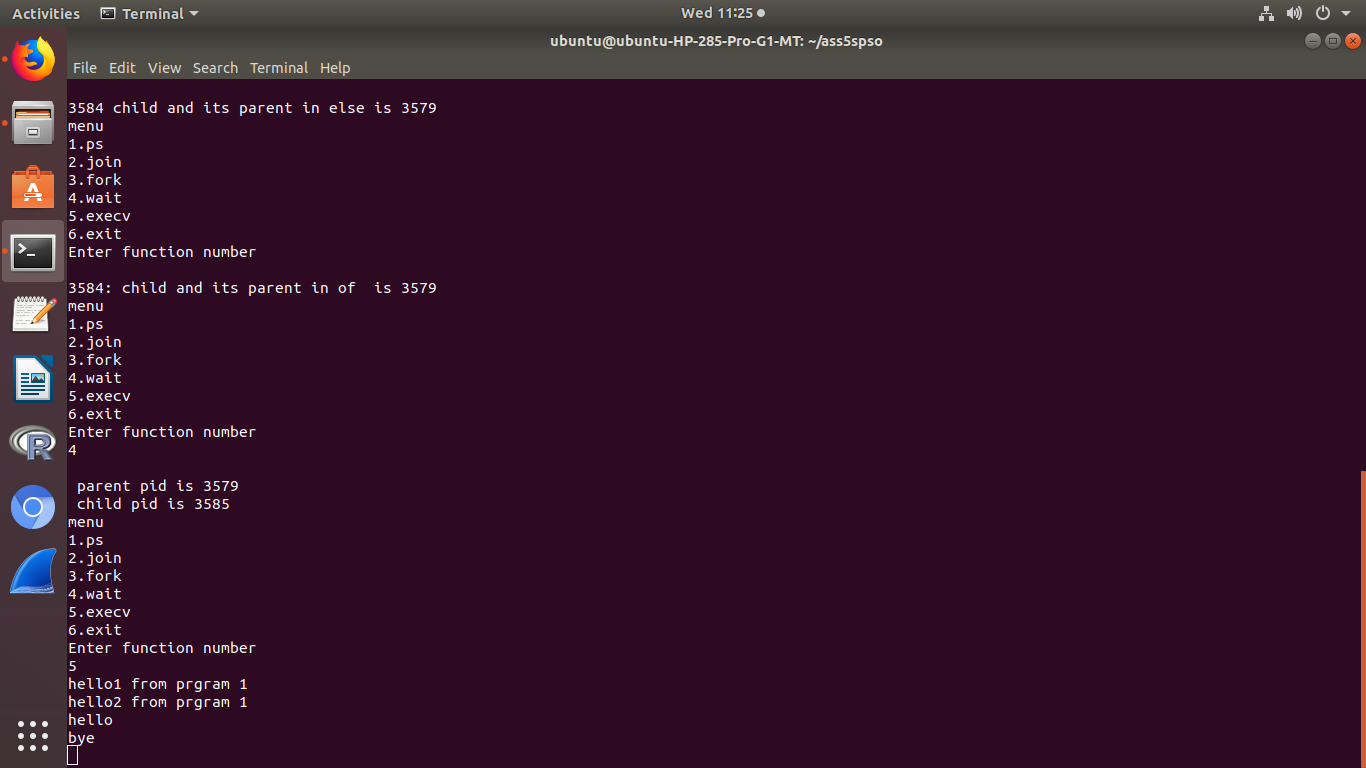 Activities Terminal Wed 11:25
ubuntu@ubuntu-HP-285-Pro-G1-MT: ~/ass5spso
File Edit View Search Terminal Help
3584 child and its parent in else is 3579
menu
1.ps
2.join
3.fork
4.wait
5.execv
6.exit
Enter function number
3584: child and its parent in of  is 3579
menu
1.ps
2.join
3.fork
4.wait
5.execv
6.exit
Enter function number
4
 parent pid is 3579
 child pid is 3585
menu
1.ps
2.join
3.fork
4.wait
5.execv
6.exit
Enter function number
5
hello1 from prgram 1
hello2 from prgram 1
hello
bye